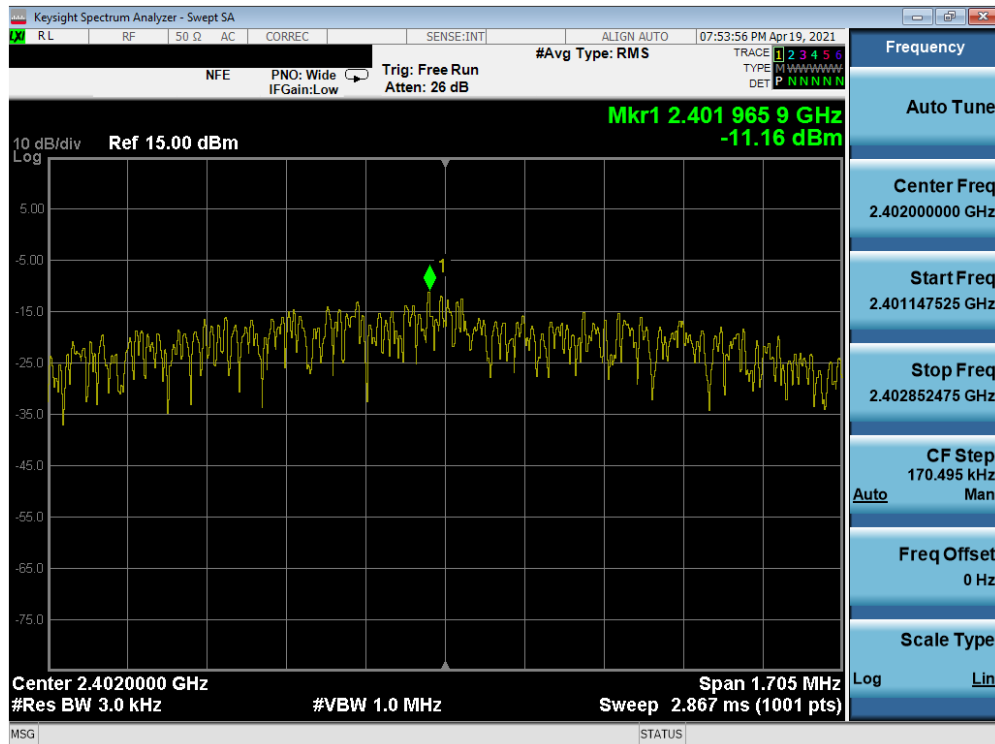 Keysight Spectrum Analyzer - Swept SA
LXI RL RF 50 Ω AC CORREC SENSE:INT ALIGN AUTO 07:53:56 PM Apr 19, 2021
#Avg Type: RMS TRACE 1 2 3 4 5 6
NFE PNO: Wide Trig: Free Run TYPE M WWWWW
IFGain:Low Atten: 26 dB DET P N N N N N
Mkr1 2.401 965 9 GHz
-11.16 dBm
10 dB/div Ref 15.00 dBm
Log
5.00
-5.00
1
-15.0
-25.0
-35.0
-45.0
-55.0
-65.0
-75.0
Center 2.4020000 GHz Span 1.705 MHz
#Res BW 3.0 kHz #VBW 1.0 MHz Sweep 2.867 ms (1001 pts)
MSG STATUS
Frequency
Auto Tune
Center Freq
2.402000000 GHz
Start Freq
2.401147525 GHz
Stop Freq
2.402852475 GHz
CF Step
170.495 kHz
Auto Man
Freq Offset
0 Hz
Scale Type
Log Lin